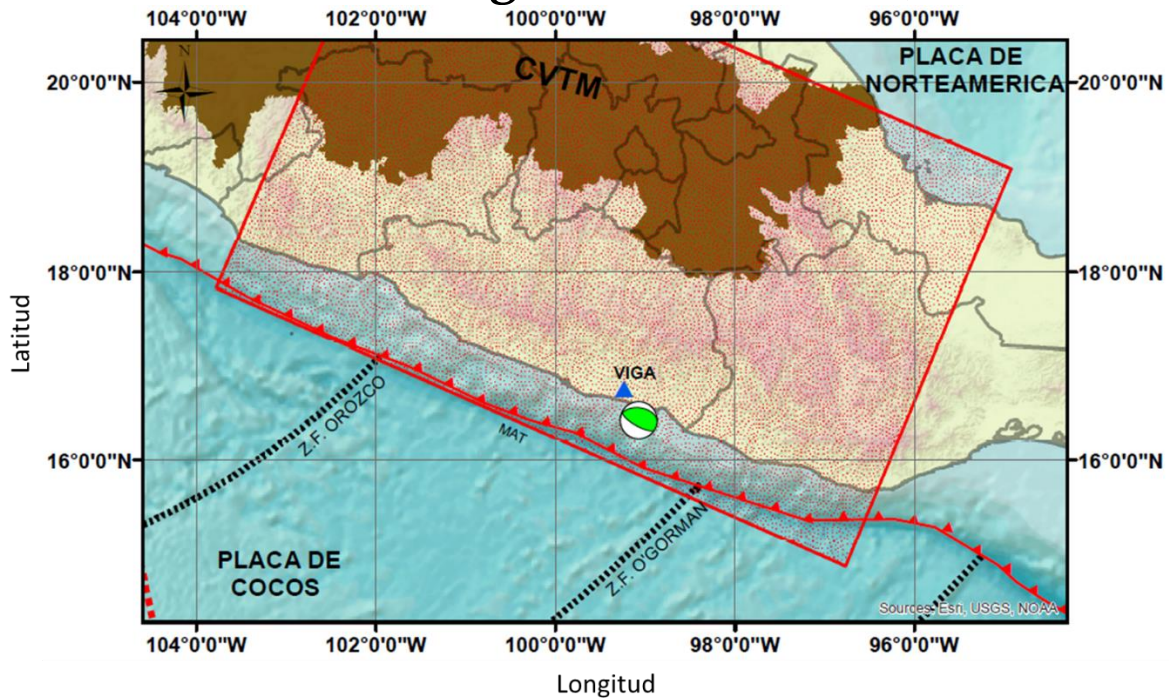 g
104°0'0"W 102°0'0"W 100°0'0"W 98°0'0"W 96°0'0"W
N
CVTM
PLACA DE
NORTEAMERICA
20°0'0"N 20°0'0"N
18°0'0"N 18°0'0"N
VIGA
Z.F. OROZCO
MAT
16°0'0"N 16°0'0"N
Z.F. O'GORMAN
PLACA DE
COCOS
Sources: Esri, USGS, NOAA
104°0'0"W 102°0'0"W 100°0'0"W 98°0'0"W 96°0'0"W
Latitud
Longitud